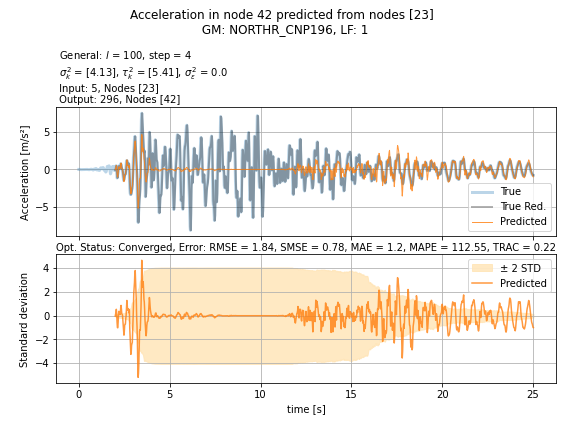 Acceleration in node 42 predicted from nodes [23]
GM: NORTHR_CNP196, LF: 1
General: l = 100, step = 4
σ²ₖ = [4.13], τ²ₖ = [5.41], σ²ε = 0.0
Input: 5, Nodes [23]
Output: 296, Nodes [42]
Acceleration [m/s²]
5
0
−5
True
True Red.
Predicted
Opt. Status: Converged, Error: RMSE = 1.84, SMSE = 0.78, MAE = 1.2, MAPE = 112.55, TRAC = 0.22
Standard deviation
4
2
0
−2
−4
± 2 STD
Predicted
0 5 10 15 20 25
time [s]